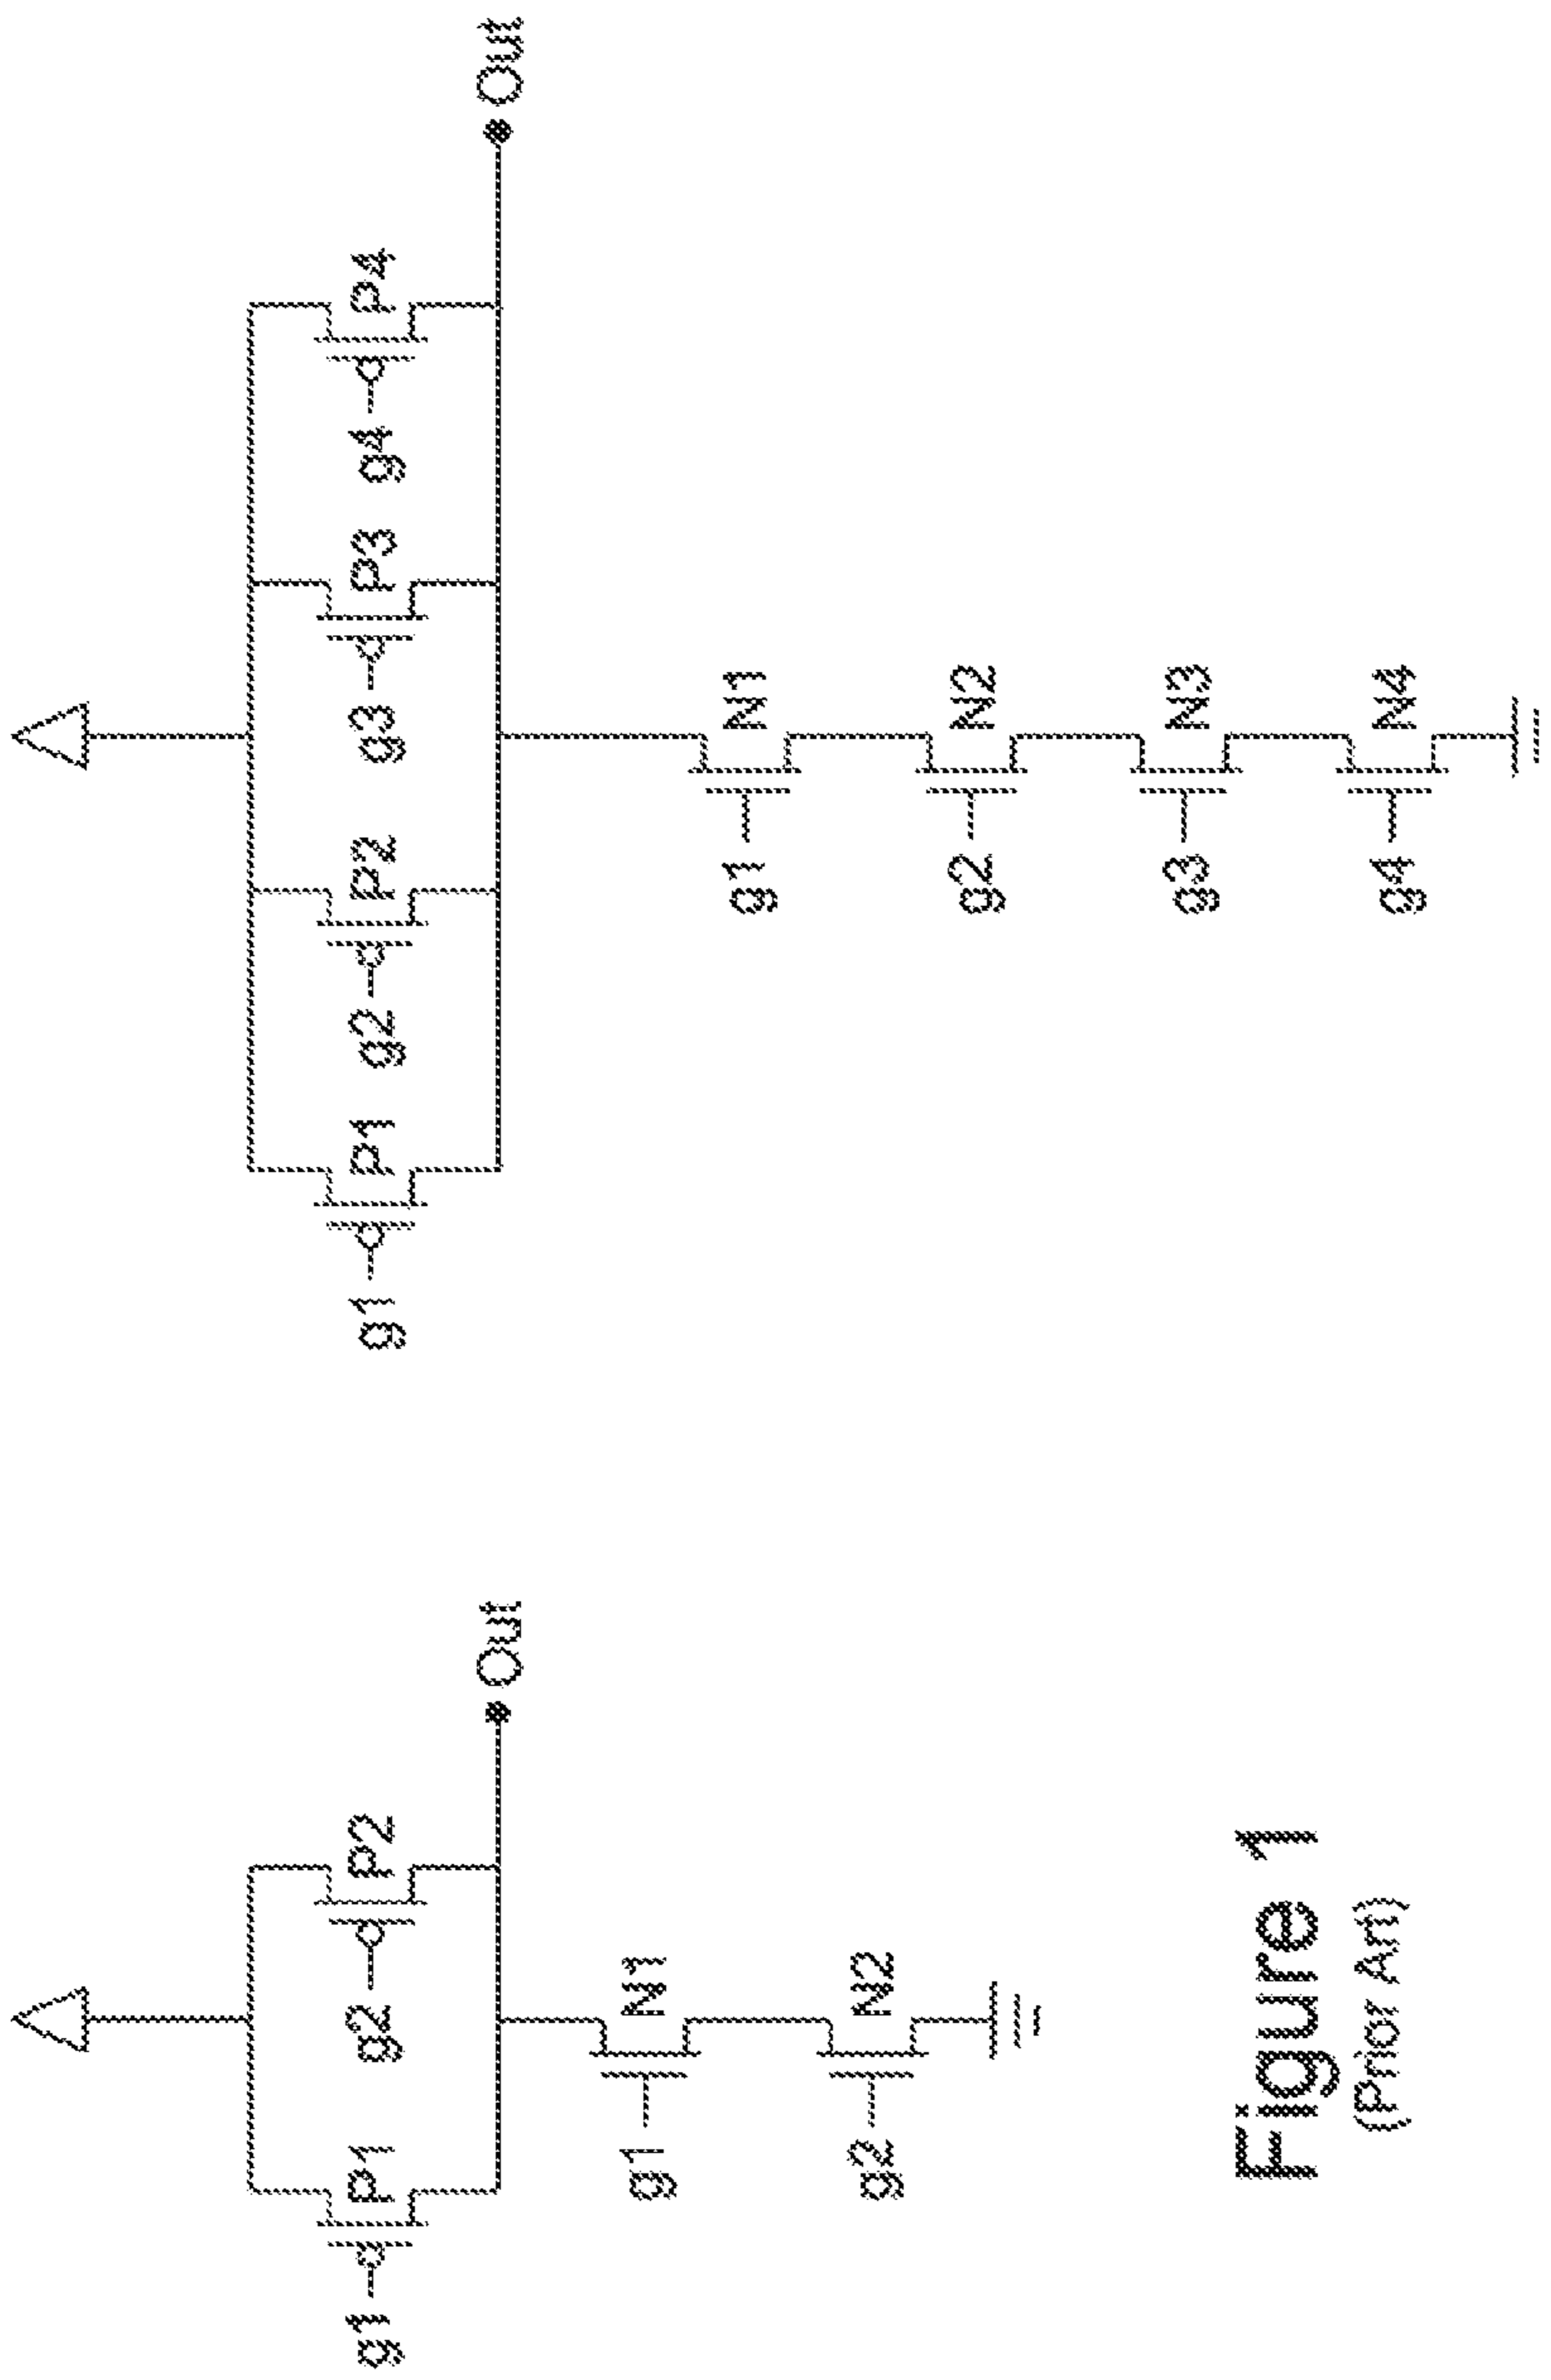 g1
P1
g2
P2
Out
g1
N1
g2
N2
g1
P1
g2
P2
g3
P3
g4
P4
Out
g1
N1
g2
N2
g3
N3
g4
N4
Figure 1
(Prior Art)